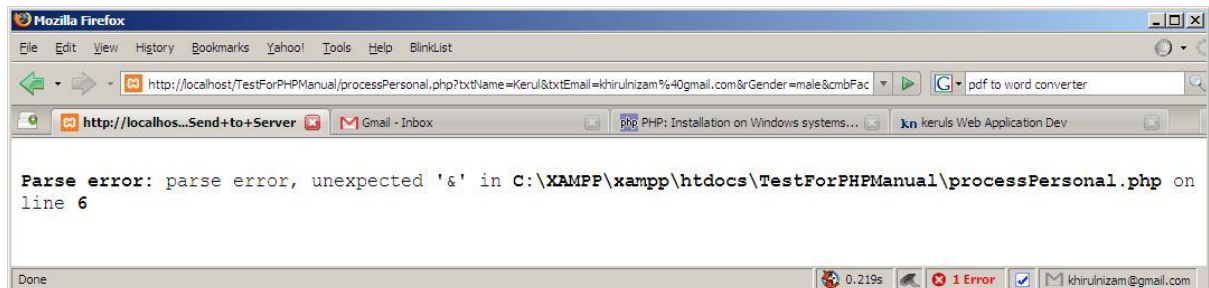 Mozilla Firefox
File Edit View History Bookmarks Yahoo! Tools Help BlinkList
http://localhost/TestForPHPManual/processPersonal.php?txtName=Kerul&txtEmail=khirulnizam%40gmail.com&rGender=male&cmbFac G pdf to word converter
http://localhos...Send+to+Server Gmail - Inbox php PHP: Installation on Windows systems... kn keruls Web Application Dev
Parse error: parse error, unexpected '&' in C:\XAMPP\xampp\htdocs\TestForPHPManual\processPersonal.php on
line 6
Done 0.219s 1 Error khirulnizam@gmail.com